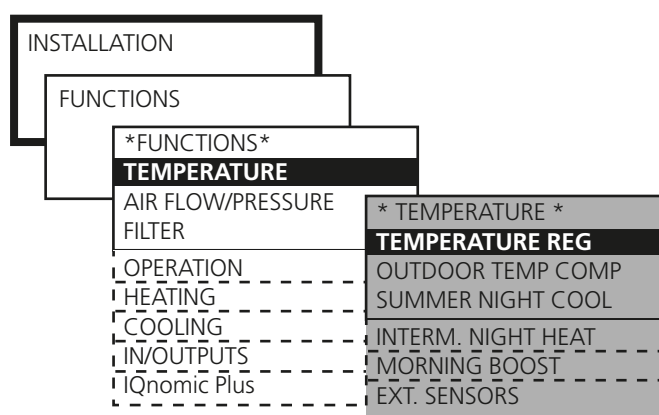 INSTALLATION
FUNCTIONS
*FUNCTIONS*
TEMPERATURE
AIR FLOW/PRESSURE
FILTER
OPERATION
HEATING
COOLING
IN/OUTPUTS
IQnomic Plus
* TEMPERATURE *
TEMPERATURE REG
OUTDOOR TEMP COMP
SUMMER NIGHT COOL
INTERM. NIGHT HEAT
MORNING BOOST
EXT. SENSORS